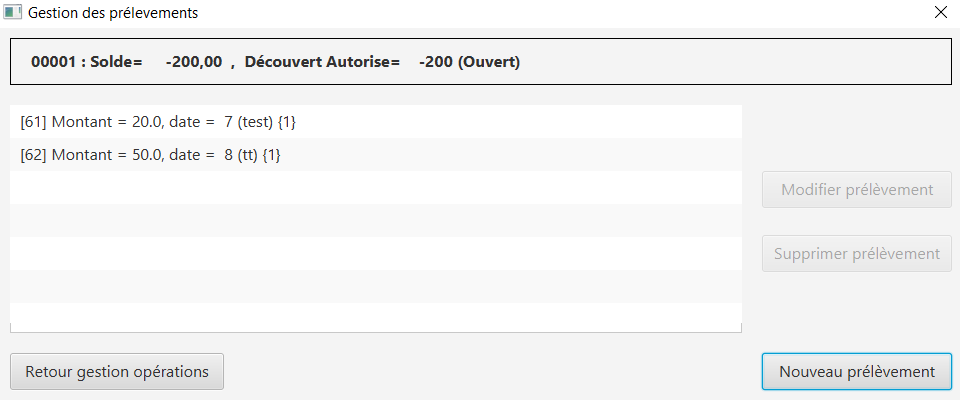 Gestion des prélevements
00001 : Solde= -200,00 , Découvert Autorise= -200 (Ouvert)
[61] Montant = 20.0, date = 7 (test) {1}
[62] Montant = 50.0, date = 8 (tt) {1}
Modifier prélèvement
Supprimer prélèvement
Retour gestion opérations
Nouveau prélèvement